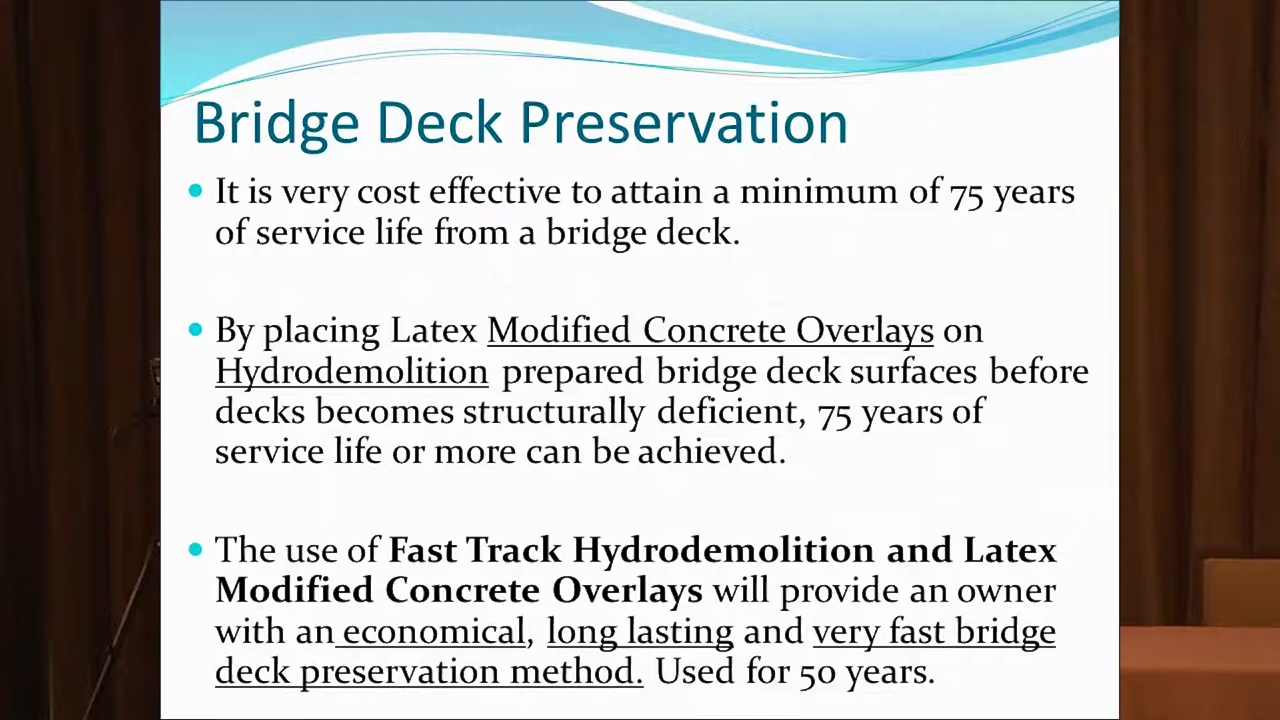 Bridge Deck Preservation
It is very cost effective to attain a minimum of 75 years
of service life from a bridge deck.
By placing Latex Modified Concrete Overlays on
Hydrodemolition prepared bridge deck surfaces before
decks becomes structurally deficient, 75 years of
service life or more can be achieved.
The use of Fast Track Hydrodemolition and Latex
Modified Concrete Overlays will provide an owner
with an economical, long lasting and very fast bridge
deck preservation method. Used for 50 years.